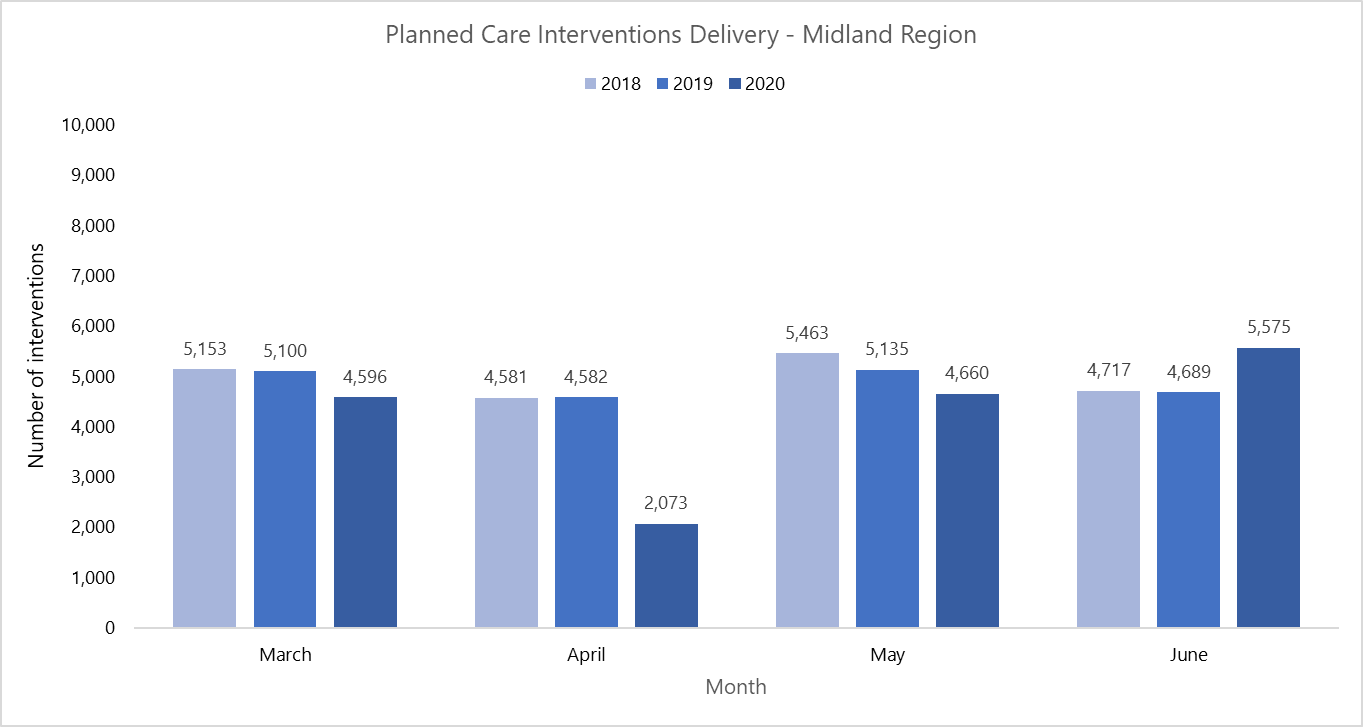 Planned Care Interventions Delivery - Midland Region
2018 2019 2020
10,000
9,000
8,000
7,000
6,000
5,000
4,000
3,000
2,000
1,000
0
Number of interventions
5,153 5,100 4,596
4,581 4,582 2,073
5,463 5,135 4,660
4,717 4,689 5,575
March April May June
Month